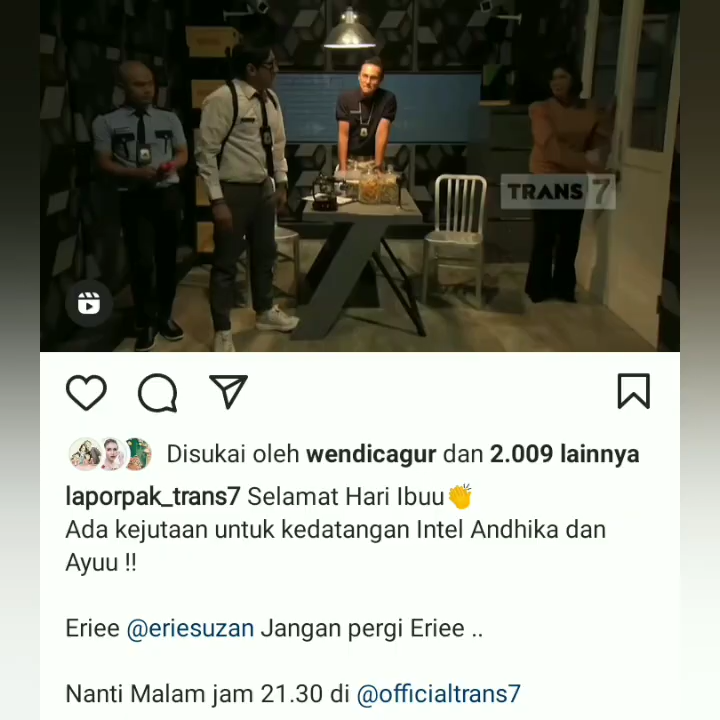 TRANS 7
Disukai oleh wendicagur dan 2.009 lainnya
laporpak_trans7 Selamat Hari Ibuu👏
Ada kejutaan untuk kedatangan Intel Andhika dan
Ayuu !!
Eriee @eriesuzan Jangan pergi Eriee ..
Nanti Malam jam 21.30 di @officialtrans7